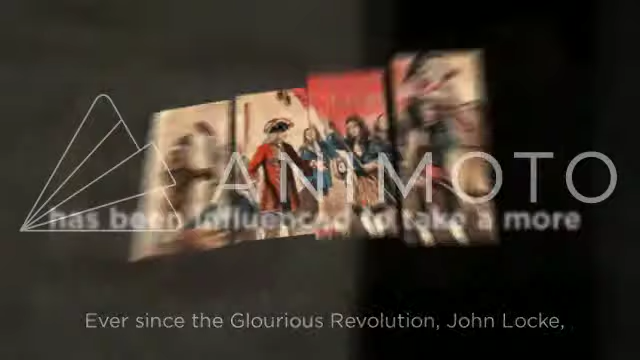 ANIMOTO
has been influenced to take a more
Ever since the Glourious Revolution, John Locke,